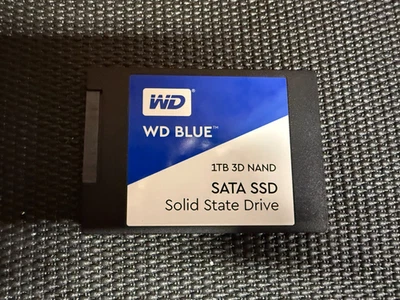 WD
WD BLUE™
1TB 3D NAND
SATA SSD
Solid State Drive